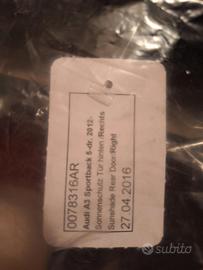 0078316AR
Audi A3 Sportback 5-dr. 2012-
Sonnenschutz Tür hinten /Rechts
Sunshade Rear Door/Right
27.04.2016
subito